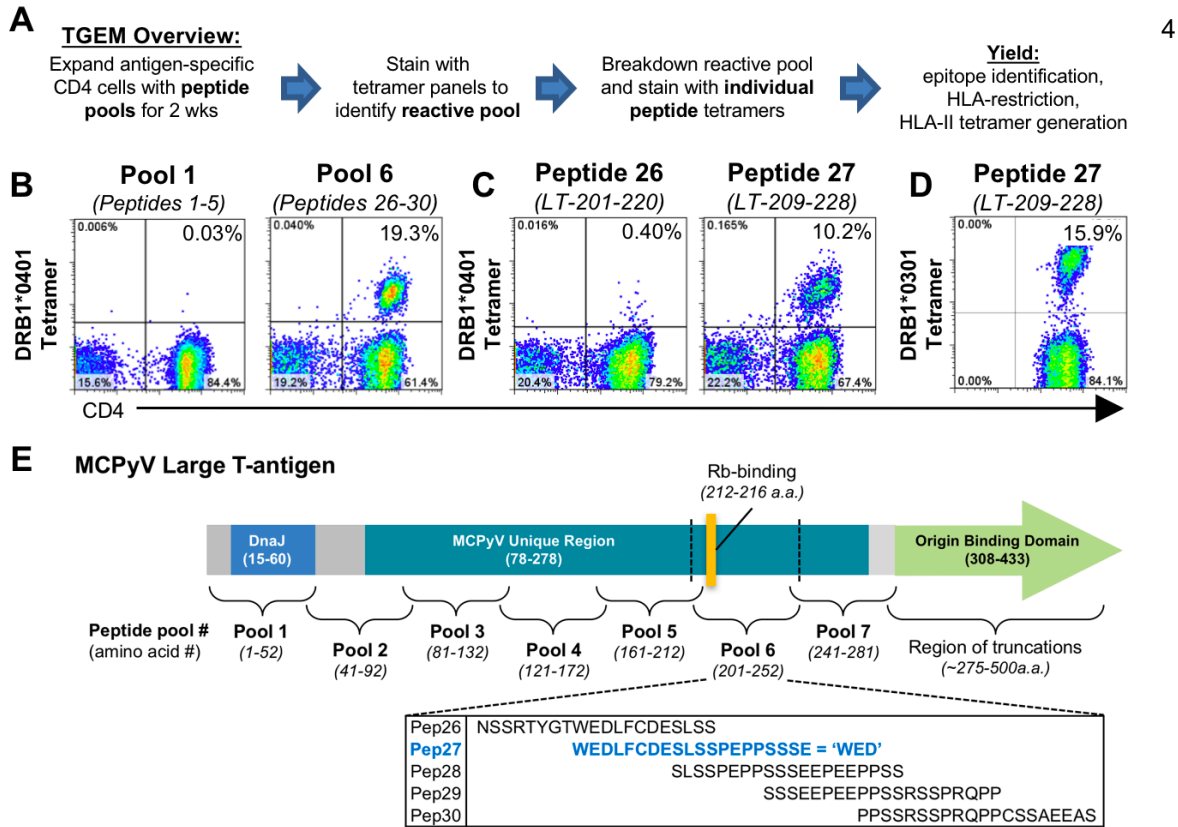 4
A
TGEM Overview:
Expand antigen-specific
CD4 cells with peptide
pools for 2 wks
Stain with
tetramer panels to
identify reactive pool
Breakdown reactive pool
and stain with individual
peptide tetramers
Yield:
epitope identification,
HLA-restriction,
HLA-II tetramer generation
B
Pool 1
(Peptides 1-5)
Pool 6
(Peptides 26-30)
DRB1*0401
Tetramer
0.006%
0.03%
15.6%
84.4%
0.040%
19.3%
19.2%
61.4%
C
Peptide 26
(LT-201-220)
Peptide 27
(LT-209-228)
DRB1*0401
Tetramer
0.016%
0.40%
20.4%
79.2%
0.165%
10.2%
22.2%
67.4%
D
Peptide 27
(LT-209-228)
DRB1*0301
Tetramer
0.00%
15.9%
0.00%
84.1%
CD4
E
MCPyV Large T-antigen
Rb-binding
(212-216 a.a.)
DnaJ
(15-60)
MCPyV Unique Region
(78-278)
Origin Binding Domain
(308-433)
Peptide pool #
(amino acid #)
Pool 1
(1-52)
Pool 2
(41-92)
Pool 3
(81-132)
Pool 4
(121-172)
Pool 5
(161-212)
Pool 6
(201-252)
Pool 7
(241-281)
Region of truncations
(~275-500a.a.)
Pep26 NSSRTYGTWEDLFCDESLSS
Pep27 WEDLFCDESLSSPEPPSSSE = 'WED'
Pep28 SLSSPEPPSSSEEPEEPPSS
Pep29 SSSEEPEEPPSSRSSPRQPP
Pep30 PPSSRSSPRQPPCSSAEEAS